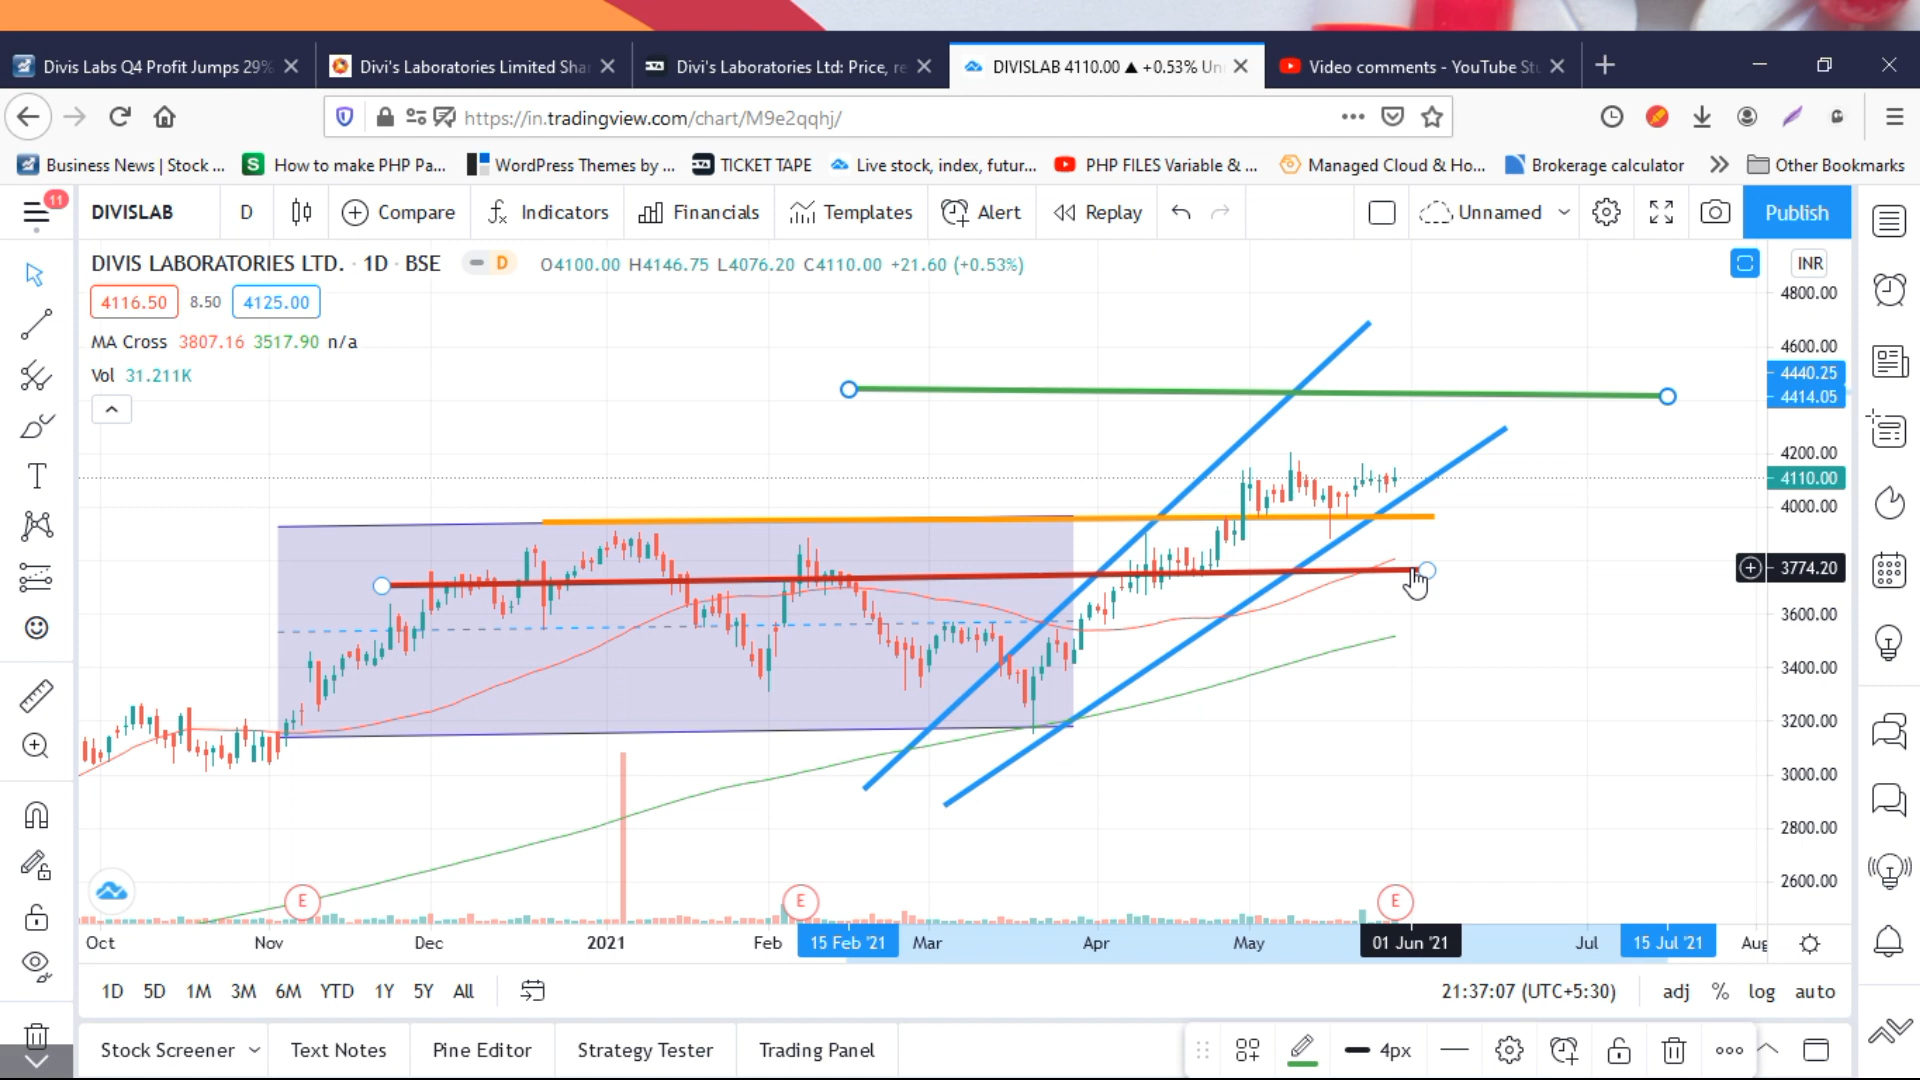 Divis Labs Q4 Profit Jumps 29%
Divi's Laboratories Limited Sha
Divi's Laboratories Ltd: Price, re
DIVISLAB 4110.00 ▲ +0.53% Un
Video comments - YouTube Stu
https://in.tradingview.com/chart/M9e2qqhj/
Business News | Stock ...
How to make PHP Pa...
WordPress Themes by ...
TICKET TAPE
Live stock, index, futur...
PHP FILES Variable & ...
Managed Cloud & Ho...
Brokerage calculator
Other Bookmarks
11
DIVISLAB
D
Compare
Indicators
Financials
Templates
Alert
Replay
Unnamed
Publish
DIVIS LABORATORIES LTD. · 1D · BSE
D
O4100.00 H4146.75 L4076.20 C4110.00 +21.60 (+0.53%)
INR
4116.50 8.50 4125.00
MA Cross 3807.16 3517.90 n/a
Vol 31.211K
4800.00
4600.00
4440.25
4414.05
4200.00
4110.00
4000.00
3774.20
3600.00
3400.00
3200.00
3000.00
2800.00
2600.00
E E E
Oct Nov Dec 2021 Feb 15 Feb '21 Mar Apr May 01 Jun '21 Jul 15 Jul '21 Aug
1D 5D 1M 3M 6M YTD 1Y 5Y All
21:37:07 (UTC+5:30)
adj % log auto
Stock Screener
Text Notes
Pine Editor
Strategy Tester
Trading Panel
4px